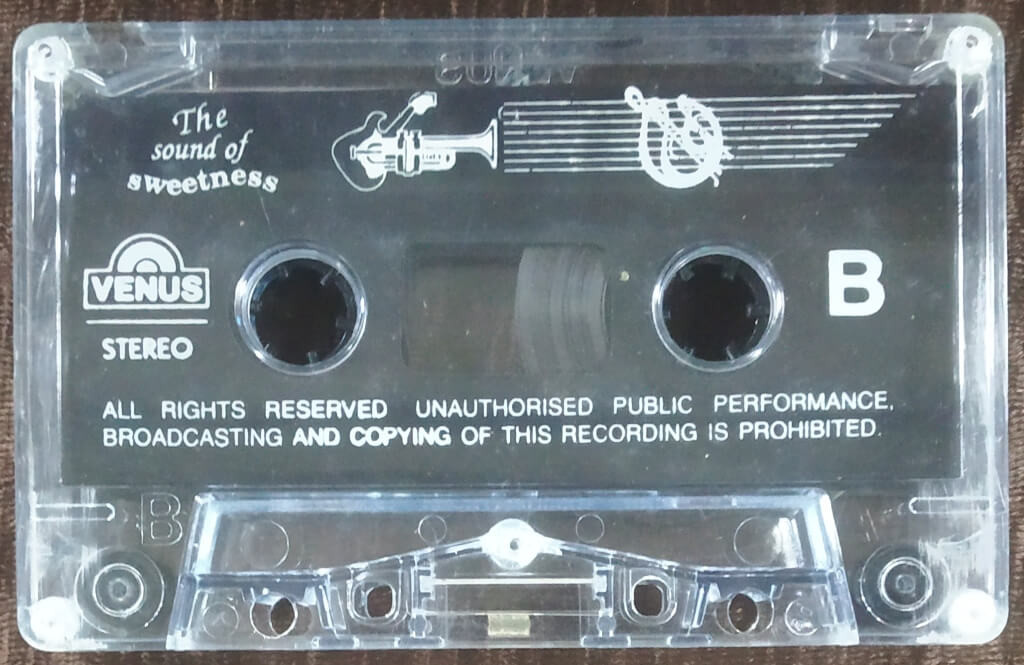 The
sound of
sweetness
VENUS
STEREO
B
ALL RIGHTS RESERVED UNAUTHORISED PUBLIC PERFORMANCE,
BROADCASTING AND COPYING OF THIS RECORDING IS PROHIBITED.
B